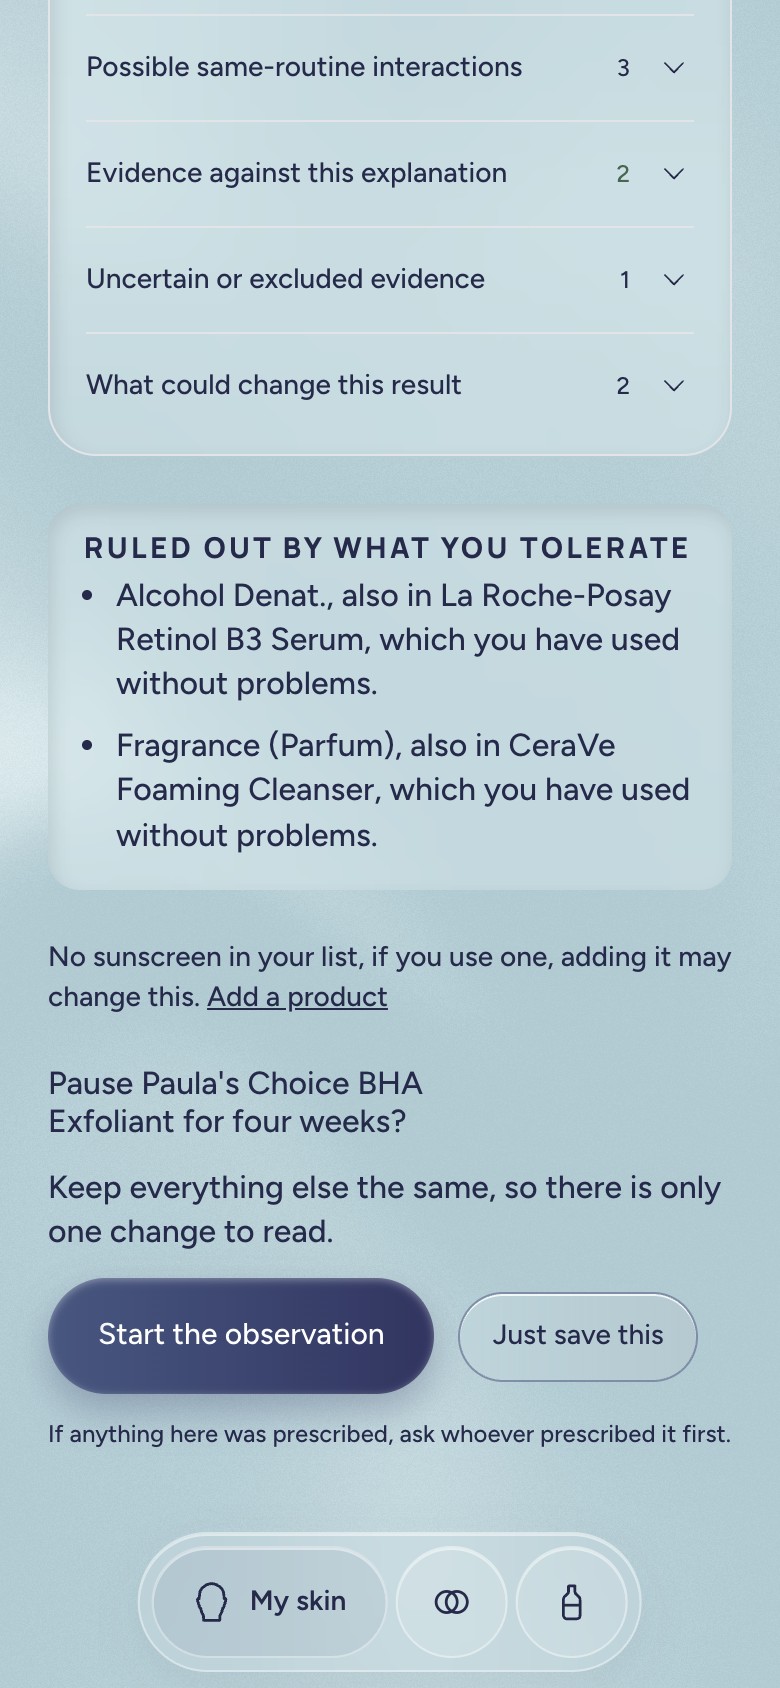 Possible same-routine interactions 3
Evidence against this explanation 2
Uncertain or excluded evidence 1
What could change this result 2
RULED OUT BY WHAT YOU TOLERATE
• Alcohol Denat., also in La Roche-Posay
Retinol B3 Serum, which you have used
without problems.
• Fragrance (Parfum), also in CeraVe
Foaming Cleanser, which you have used
without problems.
No sunscreen in your list, if you use one, adding it may
change this. Add a product
Pause Paula's Choice BHA
Exfoliant for four weeks?
Keep everything else the same, so there is only
one change to read.
Start the observation
Just save this
If anything here was prescribed, ask whoever prescribed it first.
My skin